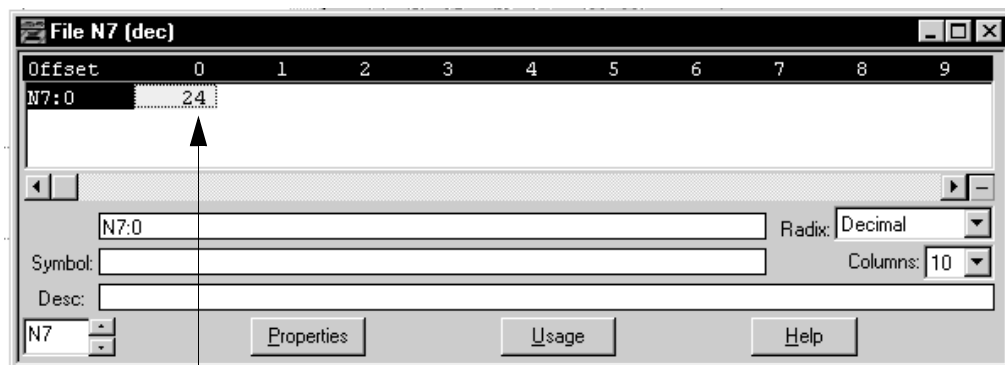 File N7 (dec)
Offset 0 1 2 3 4 5 6 7 8 9
N7:0 24
N7:0 Radix: Decimal
Symbol: Columns: 10
Desc:
N7 Properties Usage Help